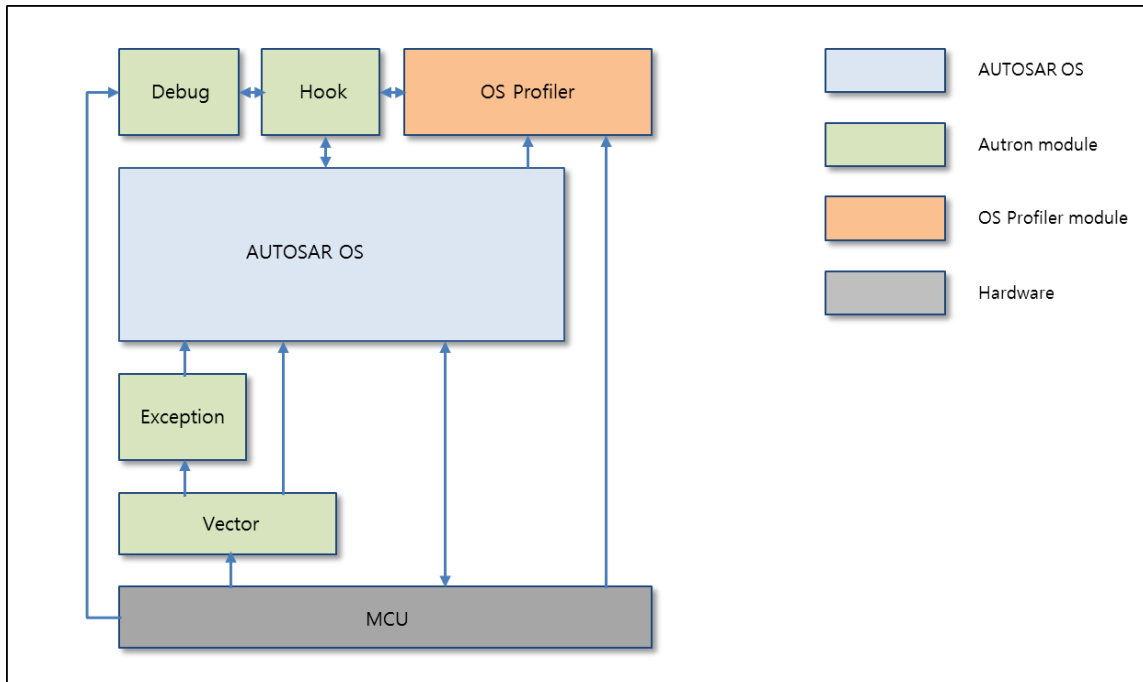 Debug
Hook
OS Profiler
AUTOSAR OS
Exception
Vector
MCU
AUTOSAR OS
Autron module
OS Profiler module
Hardware